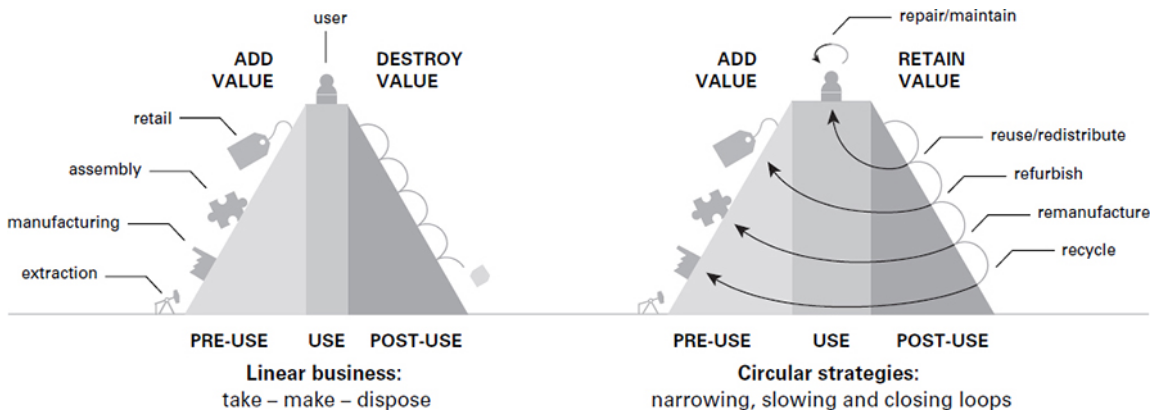 user
ADD
VALUE
DESTROY
VALUE
retail
assembly
manufacturing
extraction
PRE-USE
USE
POST-USE
Linear business:
take – make – dispose
repair/maintain
ADD
VALUE
RETAIN
VALUE
reuse/redistribute
refurbish
remanufacture
recycle
PRE-USE
USE
POST-USE
Circular strategies:
narrowing, slowing and closing loops